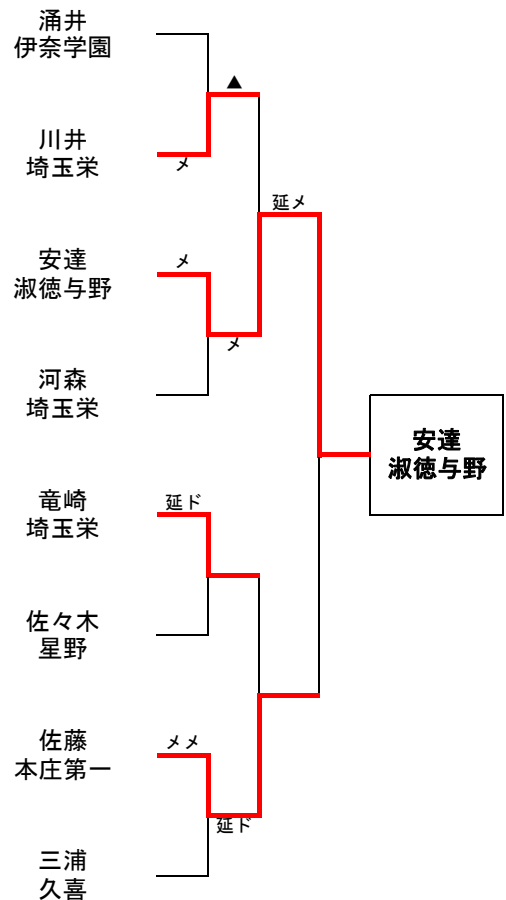 涌井
伊奈学園
▲
川井
埼玉栄
メ
延メ
安達
淑徳与野
メ
メ
河森
埼玉栄
安達
淑徳与野
竜崎
埼玉栄
延ド
佐々木
星野
佐藤
本庄第一
メメ
延ド
三浦
久喜